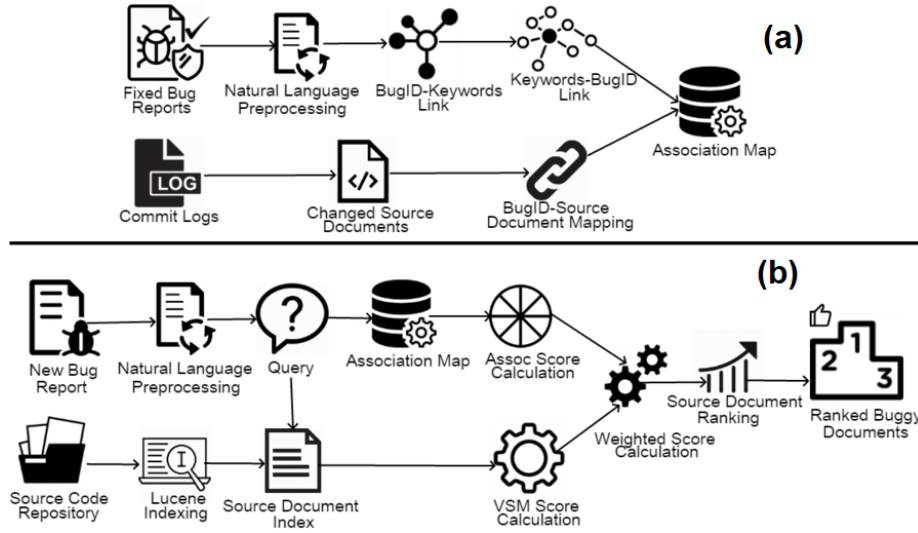 (a)
Fixed Bug
Reports
Natural Language
Preprocessing
BugID-Keywords
Link
Keywords-BugID
Link
Association Map
LOG
Commit Logs
</>
Changed Source
Documents
BugID-Source
Document Mapping
(b)
New Bug
Report
Natural Language
Preprocessing
?
Query
Association Map
Assoc Score
Calculation
Weighted Score
Calculation
Source Document
Ranking
1
2
3
Ranked Buggy
Documents
Source Code
Repository
I
Lucene
Indexing
Source Document
Index
VSM Score
Calculation